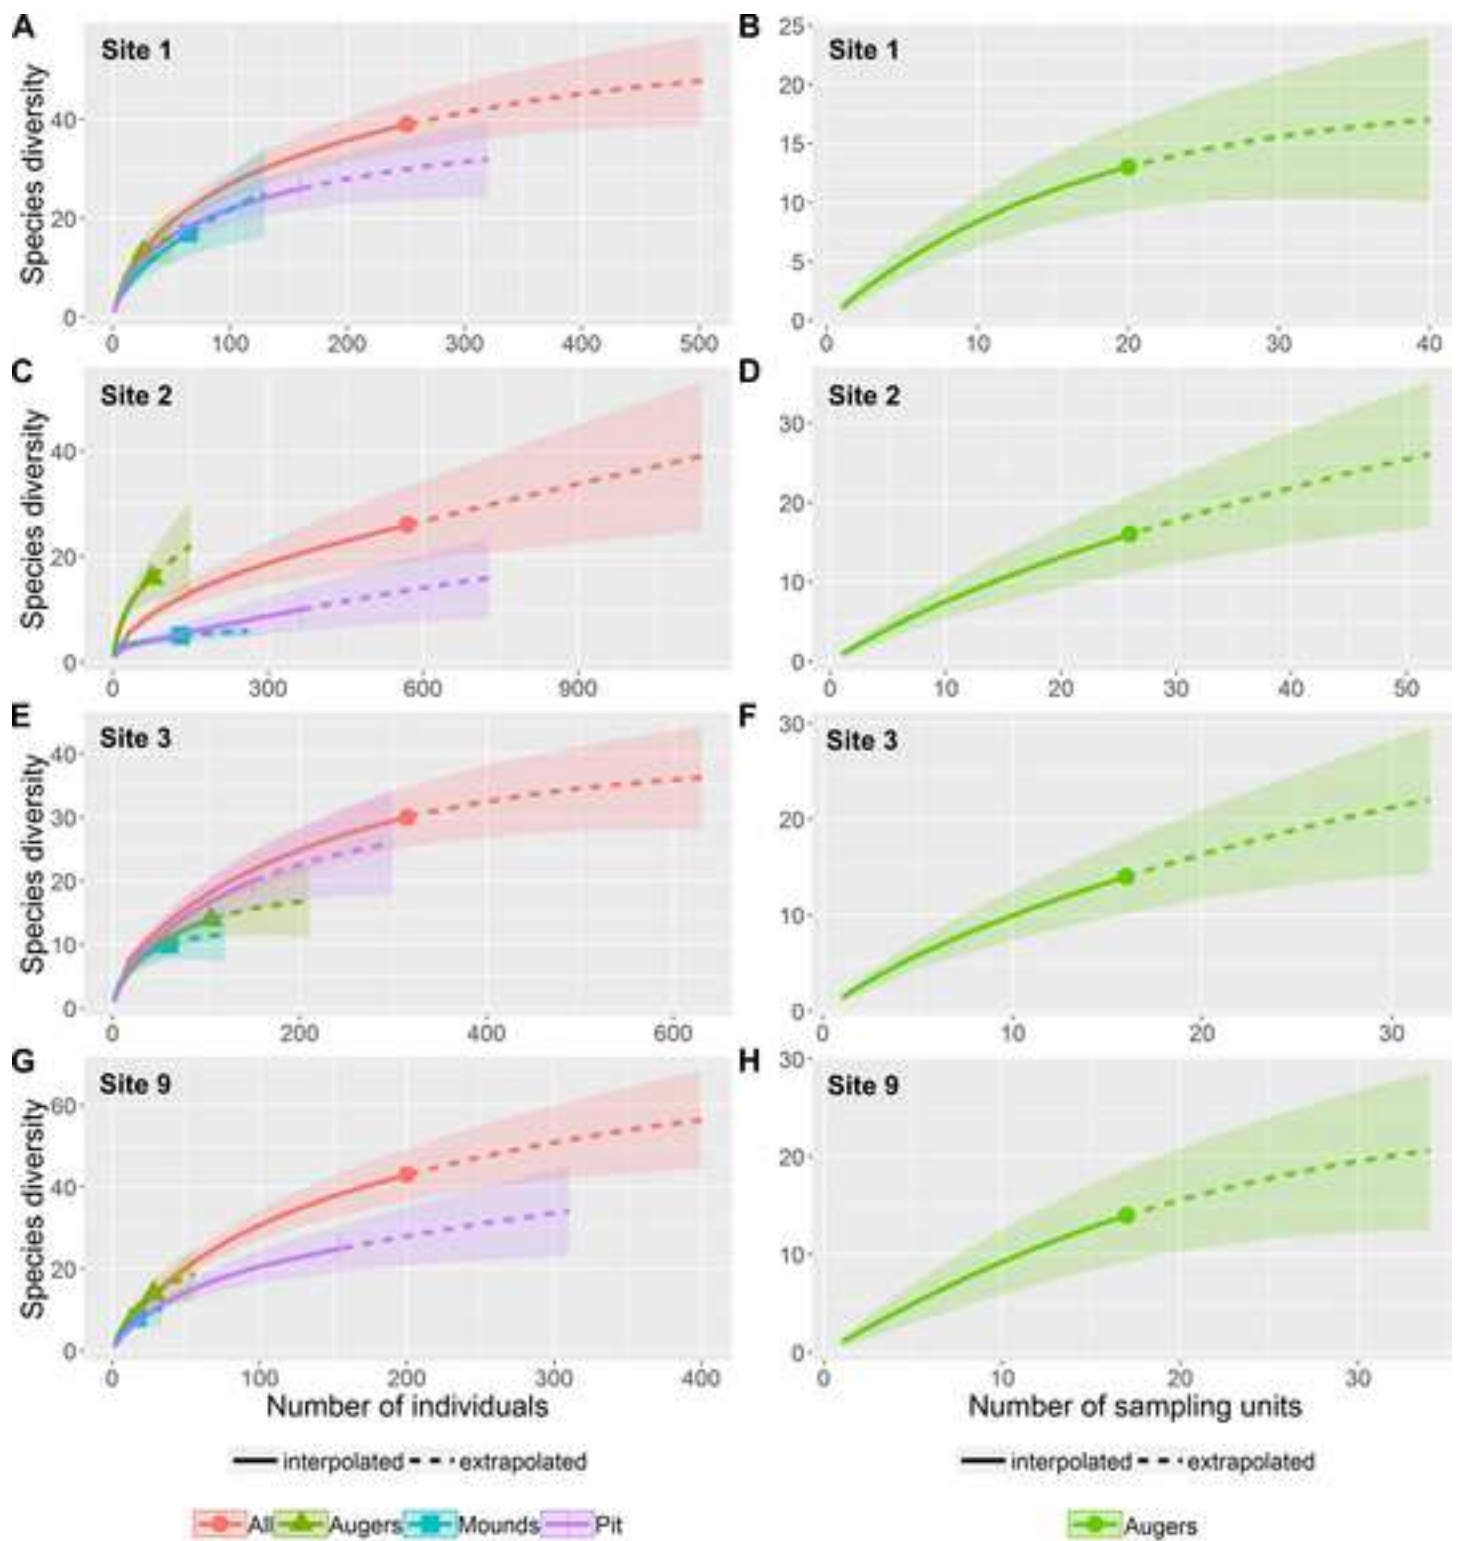 A
Site 1
Species diversity
40
20
0
0 100 200 300 400 500
B
Site 1
25
20
15
10
5
0
0 10 20 30 40
C
Site 2
Species diversity
40
20
0
0 300 600 900
D
Site 2
30
20
10
0
0 10 20 30 40 50
E
Site 3
Species diversity
40
30
20
10
0
0 200 400 600
F
Site 3
30
20
10
0
0 10 20 30
G
Site 9
Species diversity
60
40
20
0
0 100 200 300 400
Number of individuals
H
Site 9
30
20
10
0
0 10 20 30
Number of sampling units
interpolated extrapolated
interpolated extrapolated
All Augers Mounds Pit
Augers